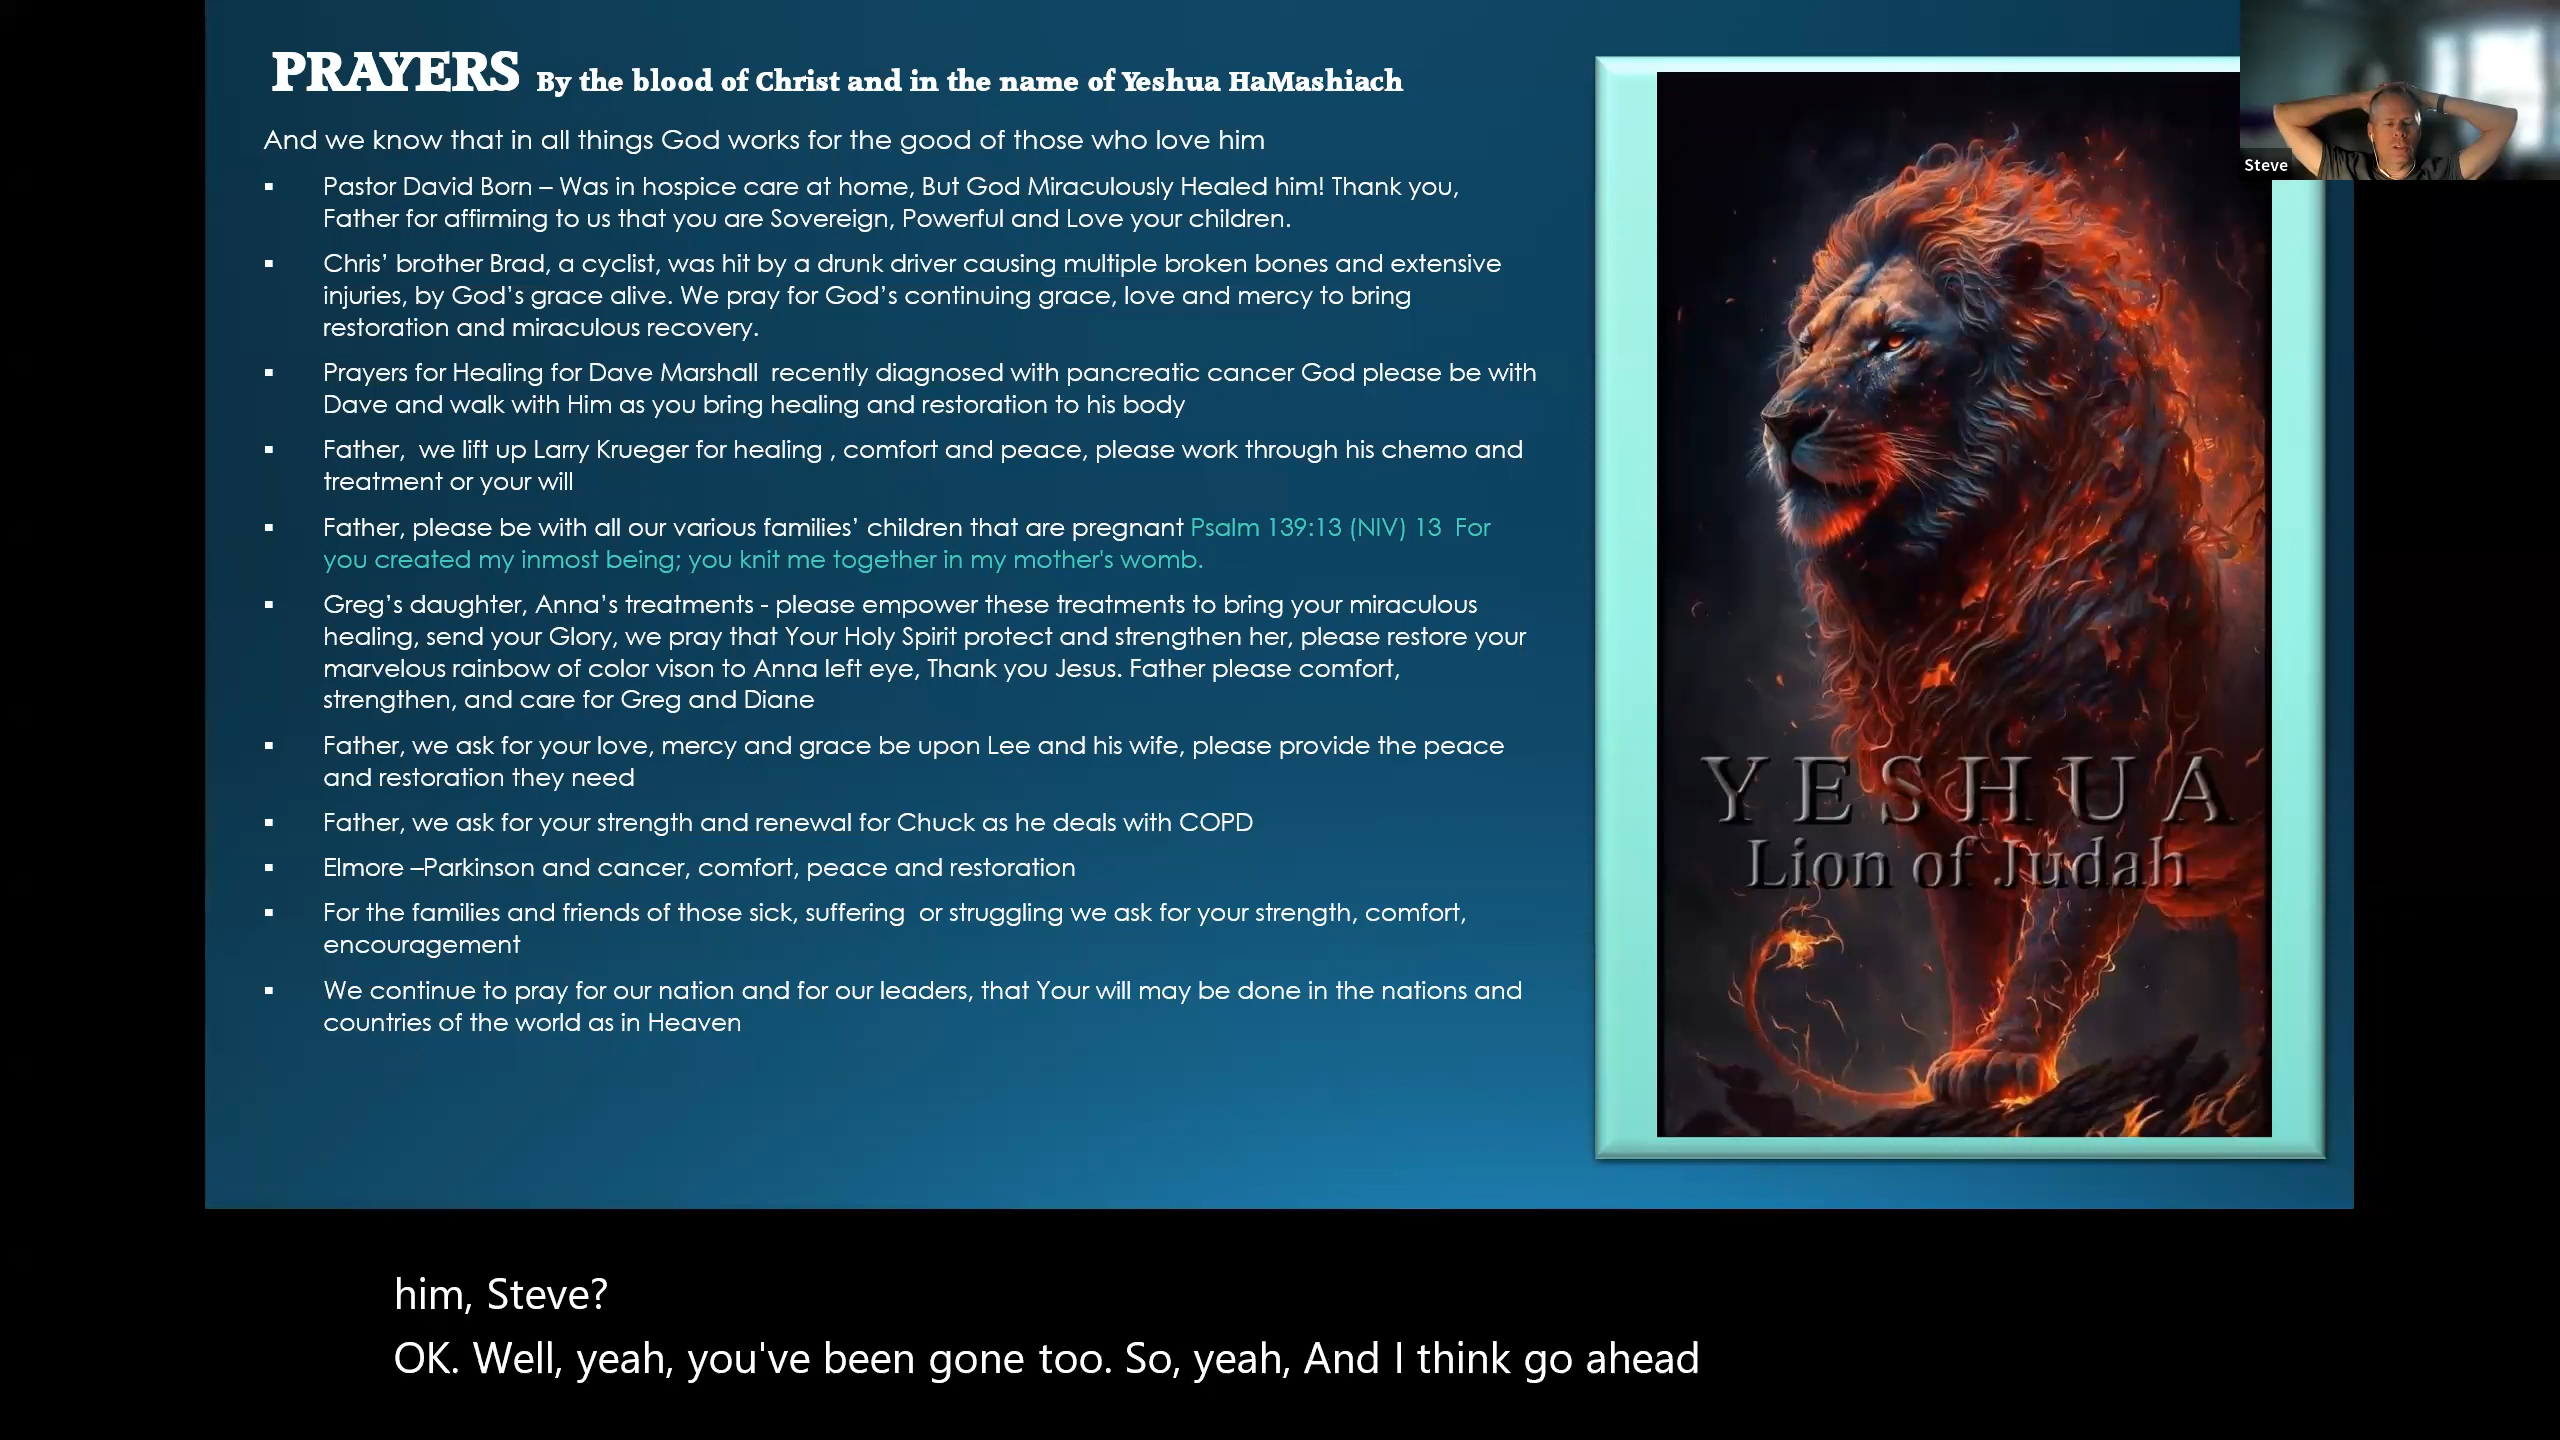 PRAYERS By the blood of Christ and in the name of Yeshua HaMashiach
And we know that in all things God works for the good of those who love him
▪ Pastor David Born – Was in hospice care at home, But God Miraculously Healed him! Thank you,
Father for affirming to us that you are Sovereign, Powerful and Love your children.
▪ Chris’ brother Brad, a cyclist, was hit by a drunk driver causing multiple broken bones and extensive
injuries, by God’s grace alive. We pray for God’s continuing grace, love and mercy to bring
restoration and miraculous recovery.
▪ Prayers for Healing for Dave Marshall  recently diagnosed with pancreatic cancer God please be with
Dave and walk with Him as you bring healing and restoration to his body
▪ Father,  we lift up Larry Krueger for healing , comfort and peace, please work through his chemo and
treatment or your will
▪ Father, please be with all our various families’ children that are pregnant Psalm 139:13 (NIV) 13  For
you created my inmost being; you knit me together in my mother's womb.
▪ Greg’s daughter, Anna’s treatments - please empower these treatments to bring your miraculous
healing, send your Glory, we pray that Your Holy Spirit protect and strengthen her, please restore your
marvelous rainbow of color vison to Anna left eye, Thank you Jesus. Father please comfort,
strengthen, and care for Greg and Diane
▪ Father, we ask for your love, mercy and grace be upon Lee and his wife, please provide the peace
and restoration they need
▪ Father, we ask for your strength and renewal for Chuck as he deals with COPD
▪ Elmore –Parkinson and cancer, comfort, peace and restoration
▪ For the families and friends of those sick, suffering  or struggling we ask for your strength, comfort,
encouragement
▪ We continue to pray for our nation and for our leaders, that Your will may be done in the nations and
countries of the world as in Heaven
YESHUA
Lion of Judah
Steve
him, Steve?
OK. Well, yeah, you've been gone too. So, yeah, And I think go ahead